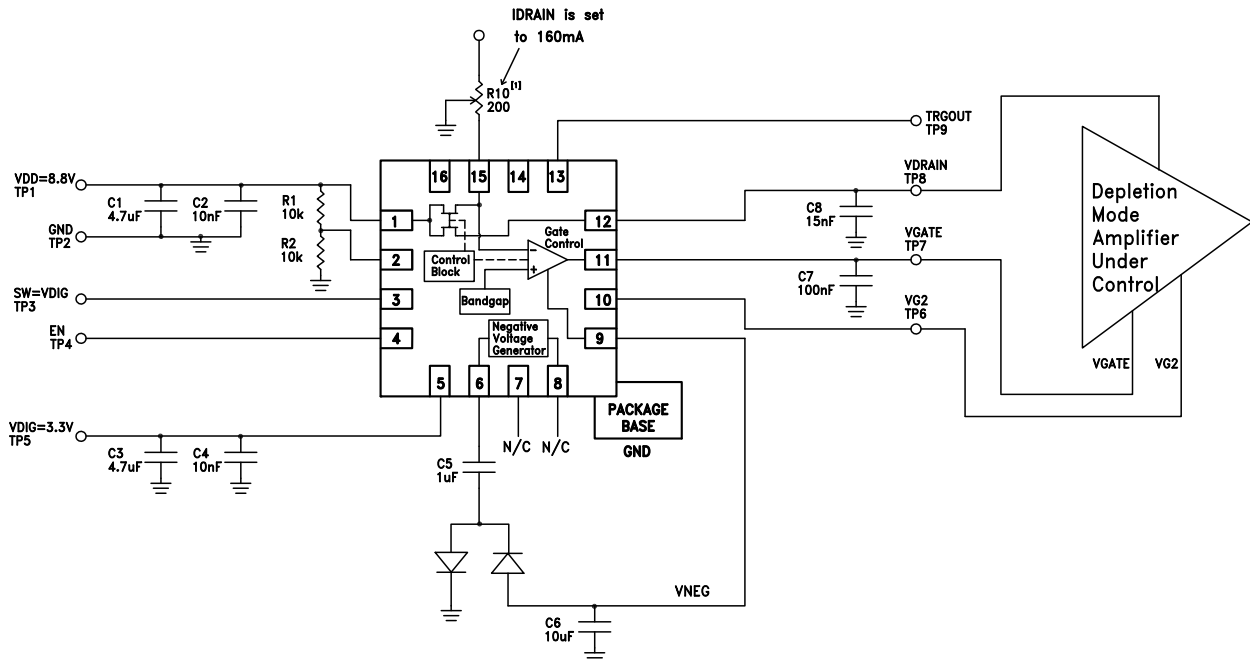 IDRAIN is set
to 160mA
R10[1]
200
TRGOUT
TP9
VDD=8.8V
TP1
C1
4.7uF
C2
10nF
R1
10k
GND
TP2
R2
10k
SW=VDIG
TP3
EN
TP4
16
15
14
13
1
2
3
4
12
11
10
9
5
6
7
8
Control
Block
Gate
Control
-
+
Bandgap
Negative
Voltage
Generator
PACKAGE
BASE
GND
VDRAIN
TP8
C8
15nF
VGATE
TP7
C7
100nF
VG2
TP6
Depletion
Mode
Amplifier
Under
Control
VGATE
VG2
VDIG=3.3V
TP5
C3
4.7uF
C4
10nF
N/C
N/C
C5
1uF
VNEG
C6
10uF